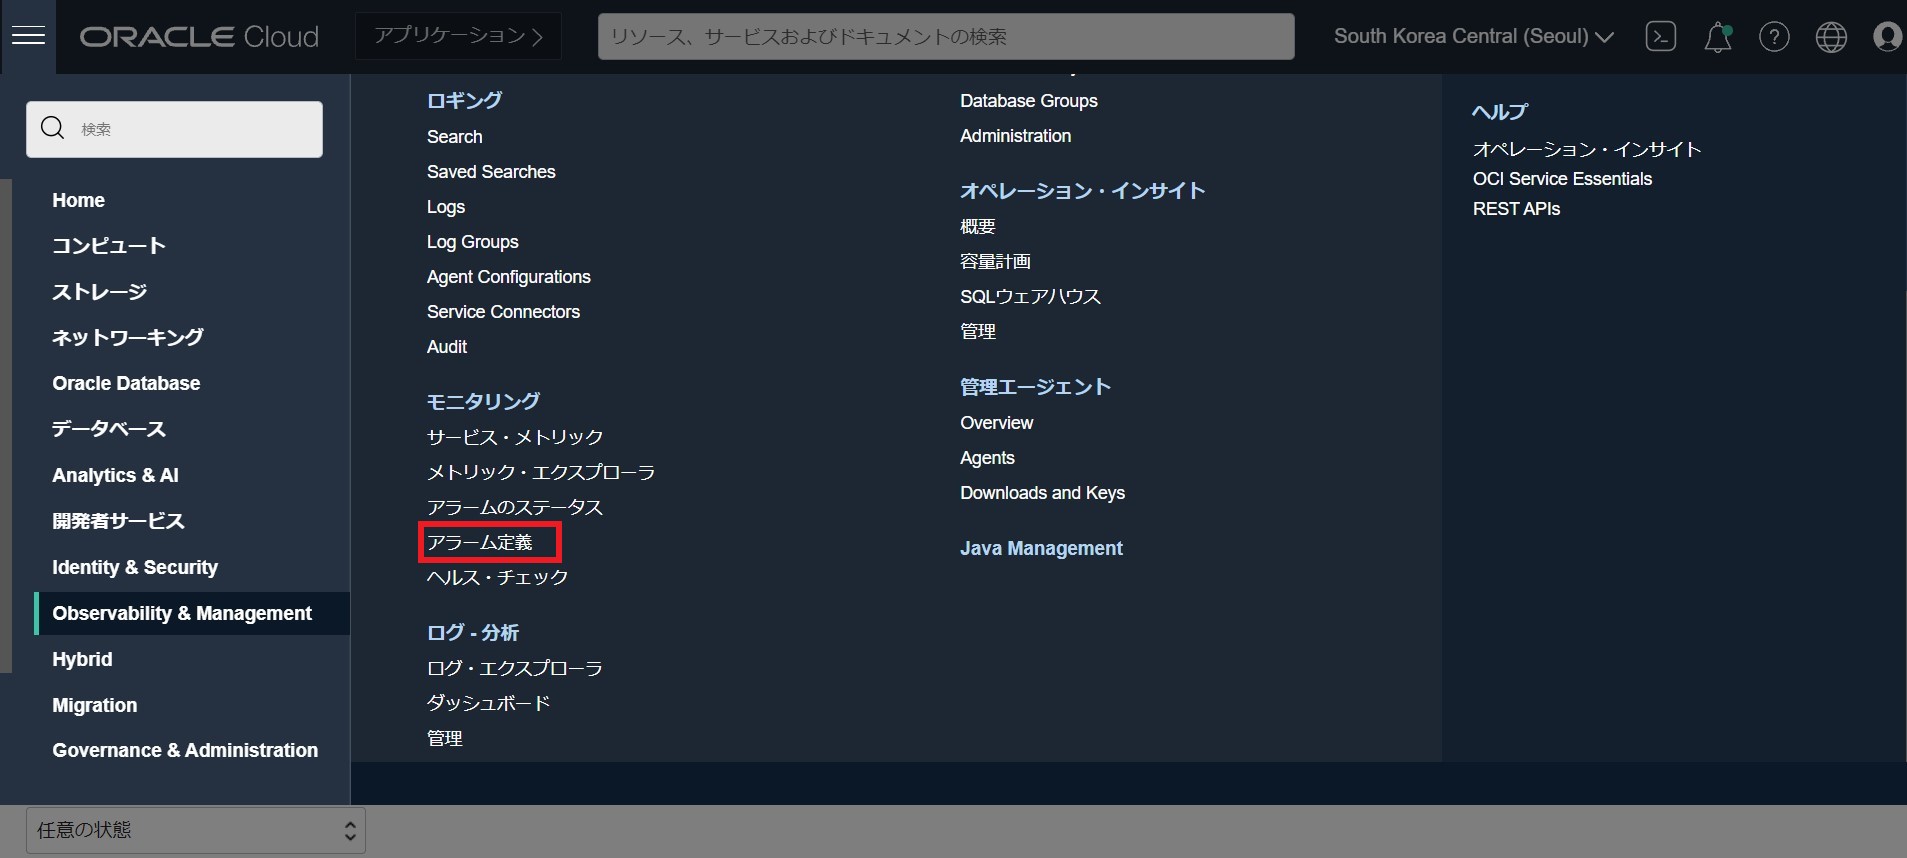 ORACLE Cloud
アプリケーション
リソース、サービスおよびドキュメントの検索
South Korea Central (Seoul)
検索
Home
コンピュート
ストレージ
ネットワーキング
Oracle Database
データベース
Analytics & AI
開発者サービス
Identity & Security
Observability & Management
Hybrid
Migration
Governance & Administration
ロギング
Search
Saved Searches
Logs
Log Groups
Agent Configurations
Service Connectors
Audit
モニタリング
サービス・メトリック
メトリック・エクスプローラ
アラームのステータス
アラーム定義
ヘルス・チェック
ログ - 分析
ログ・エクスプローラ
ダッシュボード
管理
Database Groups
Administration
オペレーション・インサイト
概要
容量計画
SQLウェアハウス
管理
管理エージェント
Overview
Agents
Downloads and Keys
Java Management
ヘルプ
オペレーション・インサイト
OCI Service Essentials
REST APIs
任意の状態